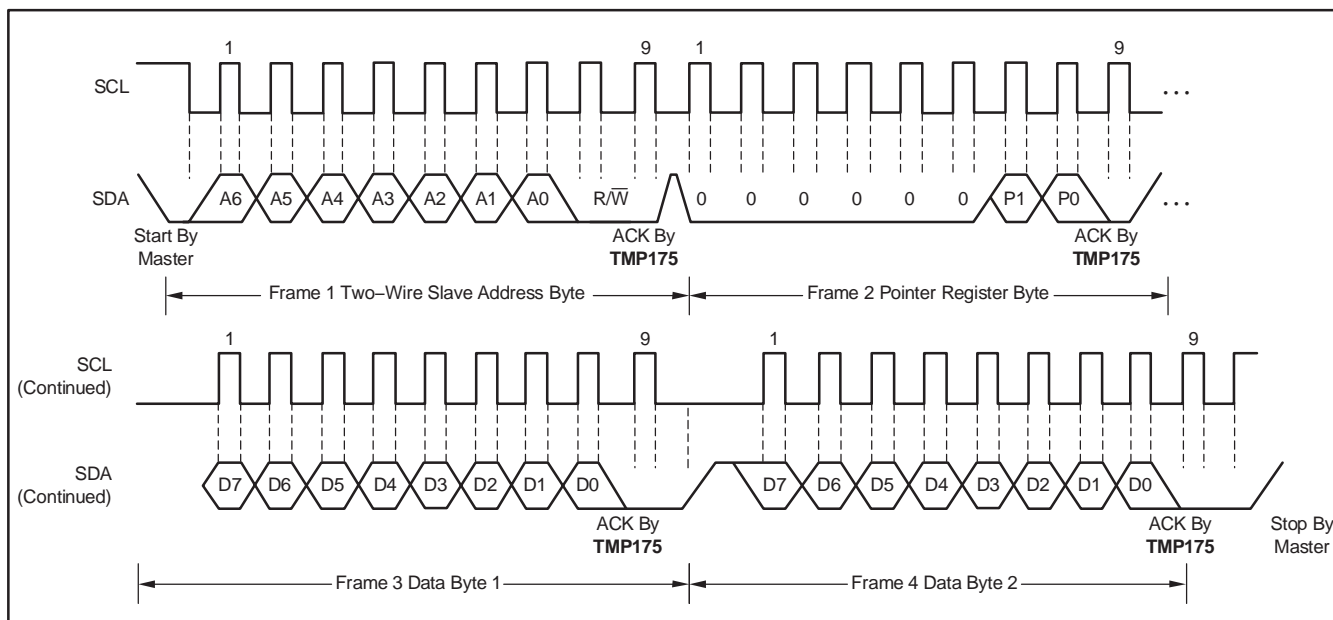 1 9 1 9
SCL ...
SDA A6 A5 A4 A3 A2 A1 A0 R/W̅ 0 0 0 0 0 0 P1 P0 ...
Start By Master
ACK By TMP175
ACK By TMP175
Frame 1 Two–Wire Slave Address Byte
Frame 2 Pointer Register Byte
1 9 1 9
SCL (Continued)
SDA (Continued) D7 D6 D5 D4 D3 D2 D1 D0 D7 D6 D5 D4 D3 D2 D1 D0
ACK By TMP175
ACK By TMP175
Stop By Master
Frame 3 Data Byte 1
Frame 4 Data Byte 2